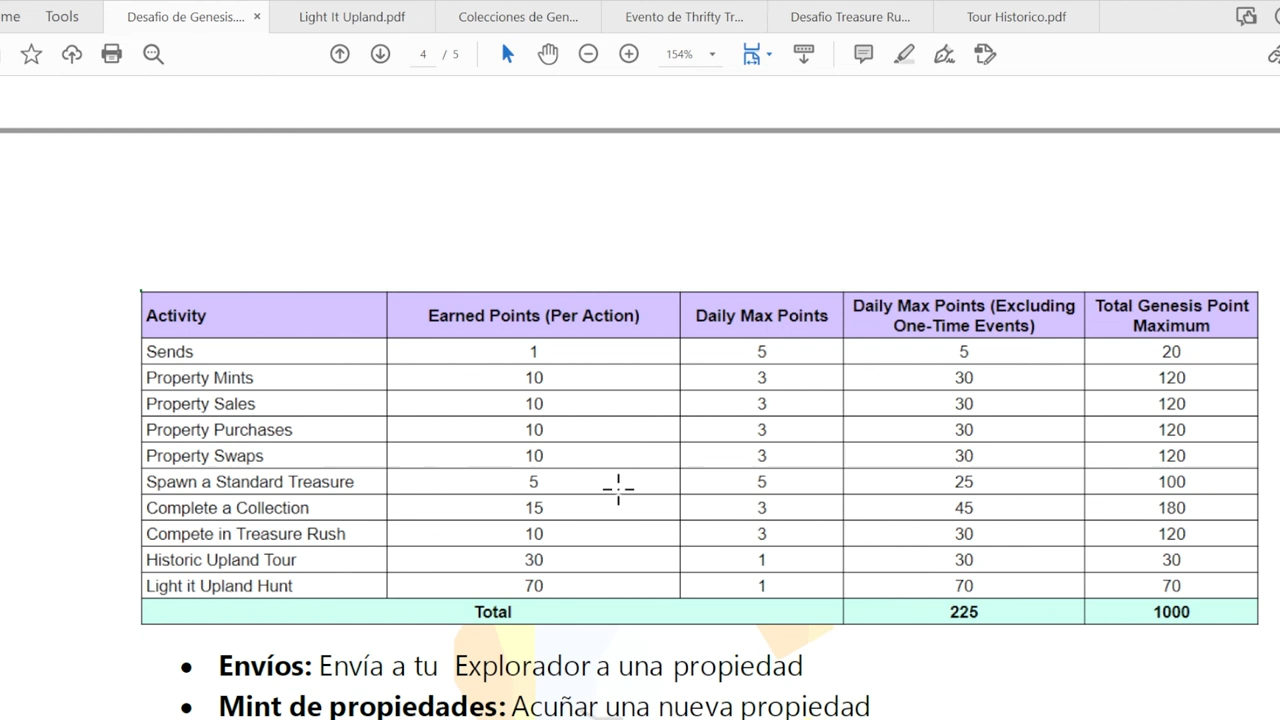 me Tools Desafio de Genesis.... × Light It Upland.pdf Colecciones de Gen... Evento de Thrifty Tr... Desafio Treasure Ru... Tour Historico.pdf
4 / 5 154%
Activity Earned Points (Per Action) Daily Max Points Daily Max Points (Excluding One-Time Events) Total Genesis Point Maximum
Sends 1 5 5 20
Property Mints 10 3 30 120
Property Sales 10 3 30 120
Property Purchases 10 3 30 120
Property Swaps 10 3 30 120
Spawn a Standard Treasure 5 5 25 100
Complete a Collection 15 3 45 180
Compete in Treasure Rush 10 3 30 120
Historic Upland Tour 30 1 30 30
Light it Upland Hunt 70 1 70 70
Total 225 1000
• Envíos: Envía a tu Explorador a una propiedad
• Mint de propiedades: Acuñar una nueva propiedad